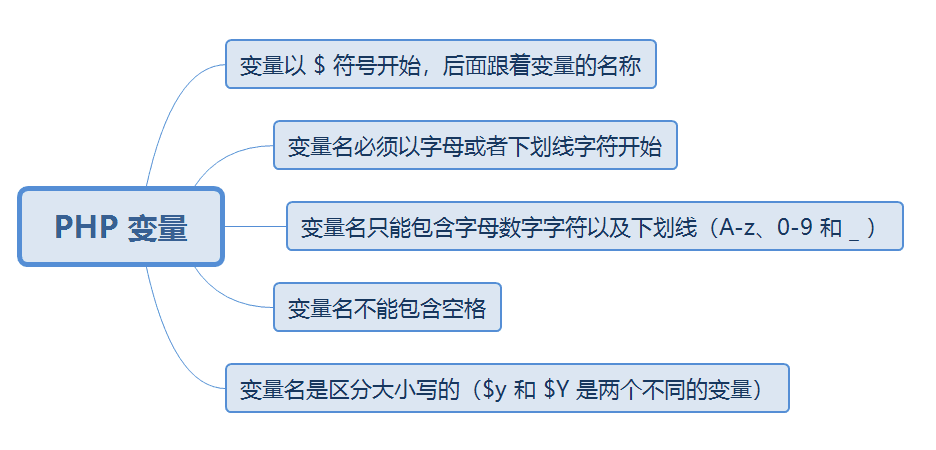 变量以 $ 符号开始，后面跟着变量的名称
变量名必须以字母或者下划线字符开始
PHP 变量
变量名只能包含字母数字字符以及下划线（A-z、0-9 和 _ ）
变量名不能包含空格
变量名是区分大小写的（$y 和 $Y 是两个不同的变量）